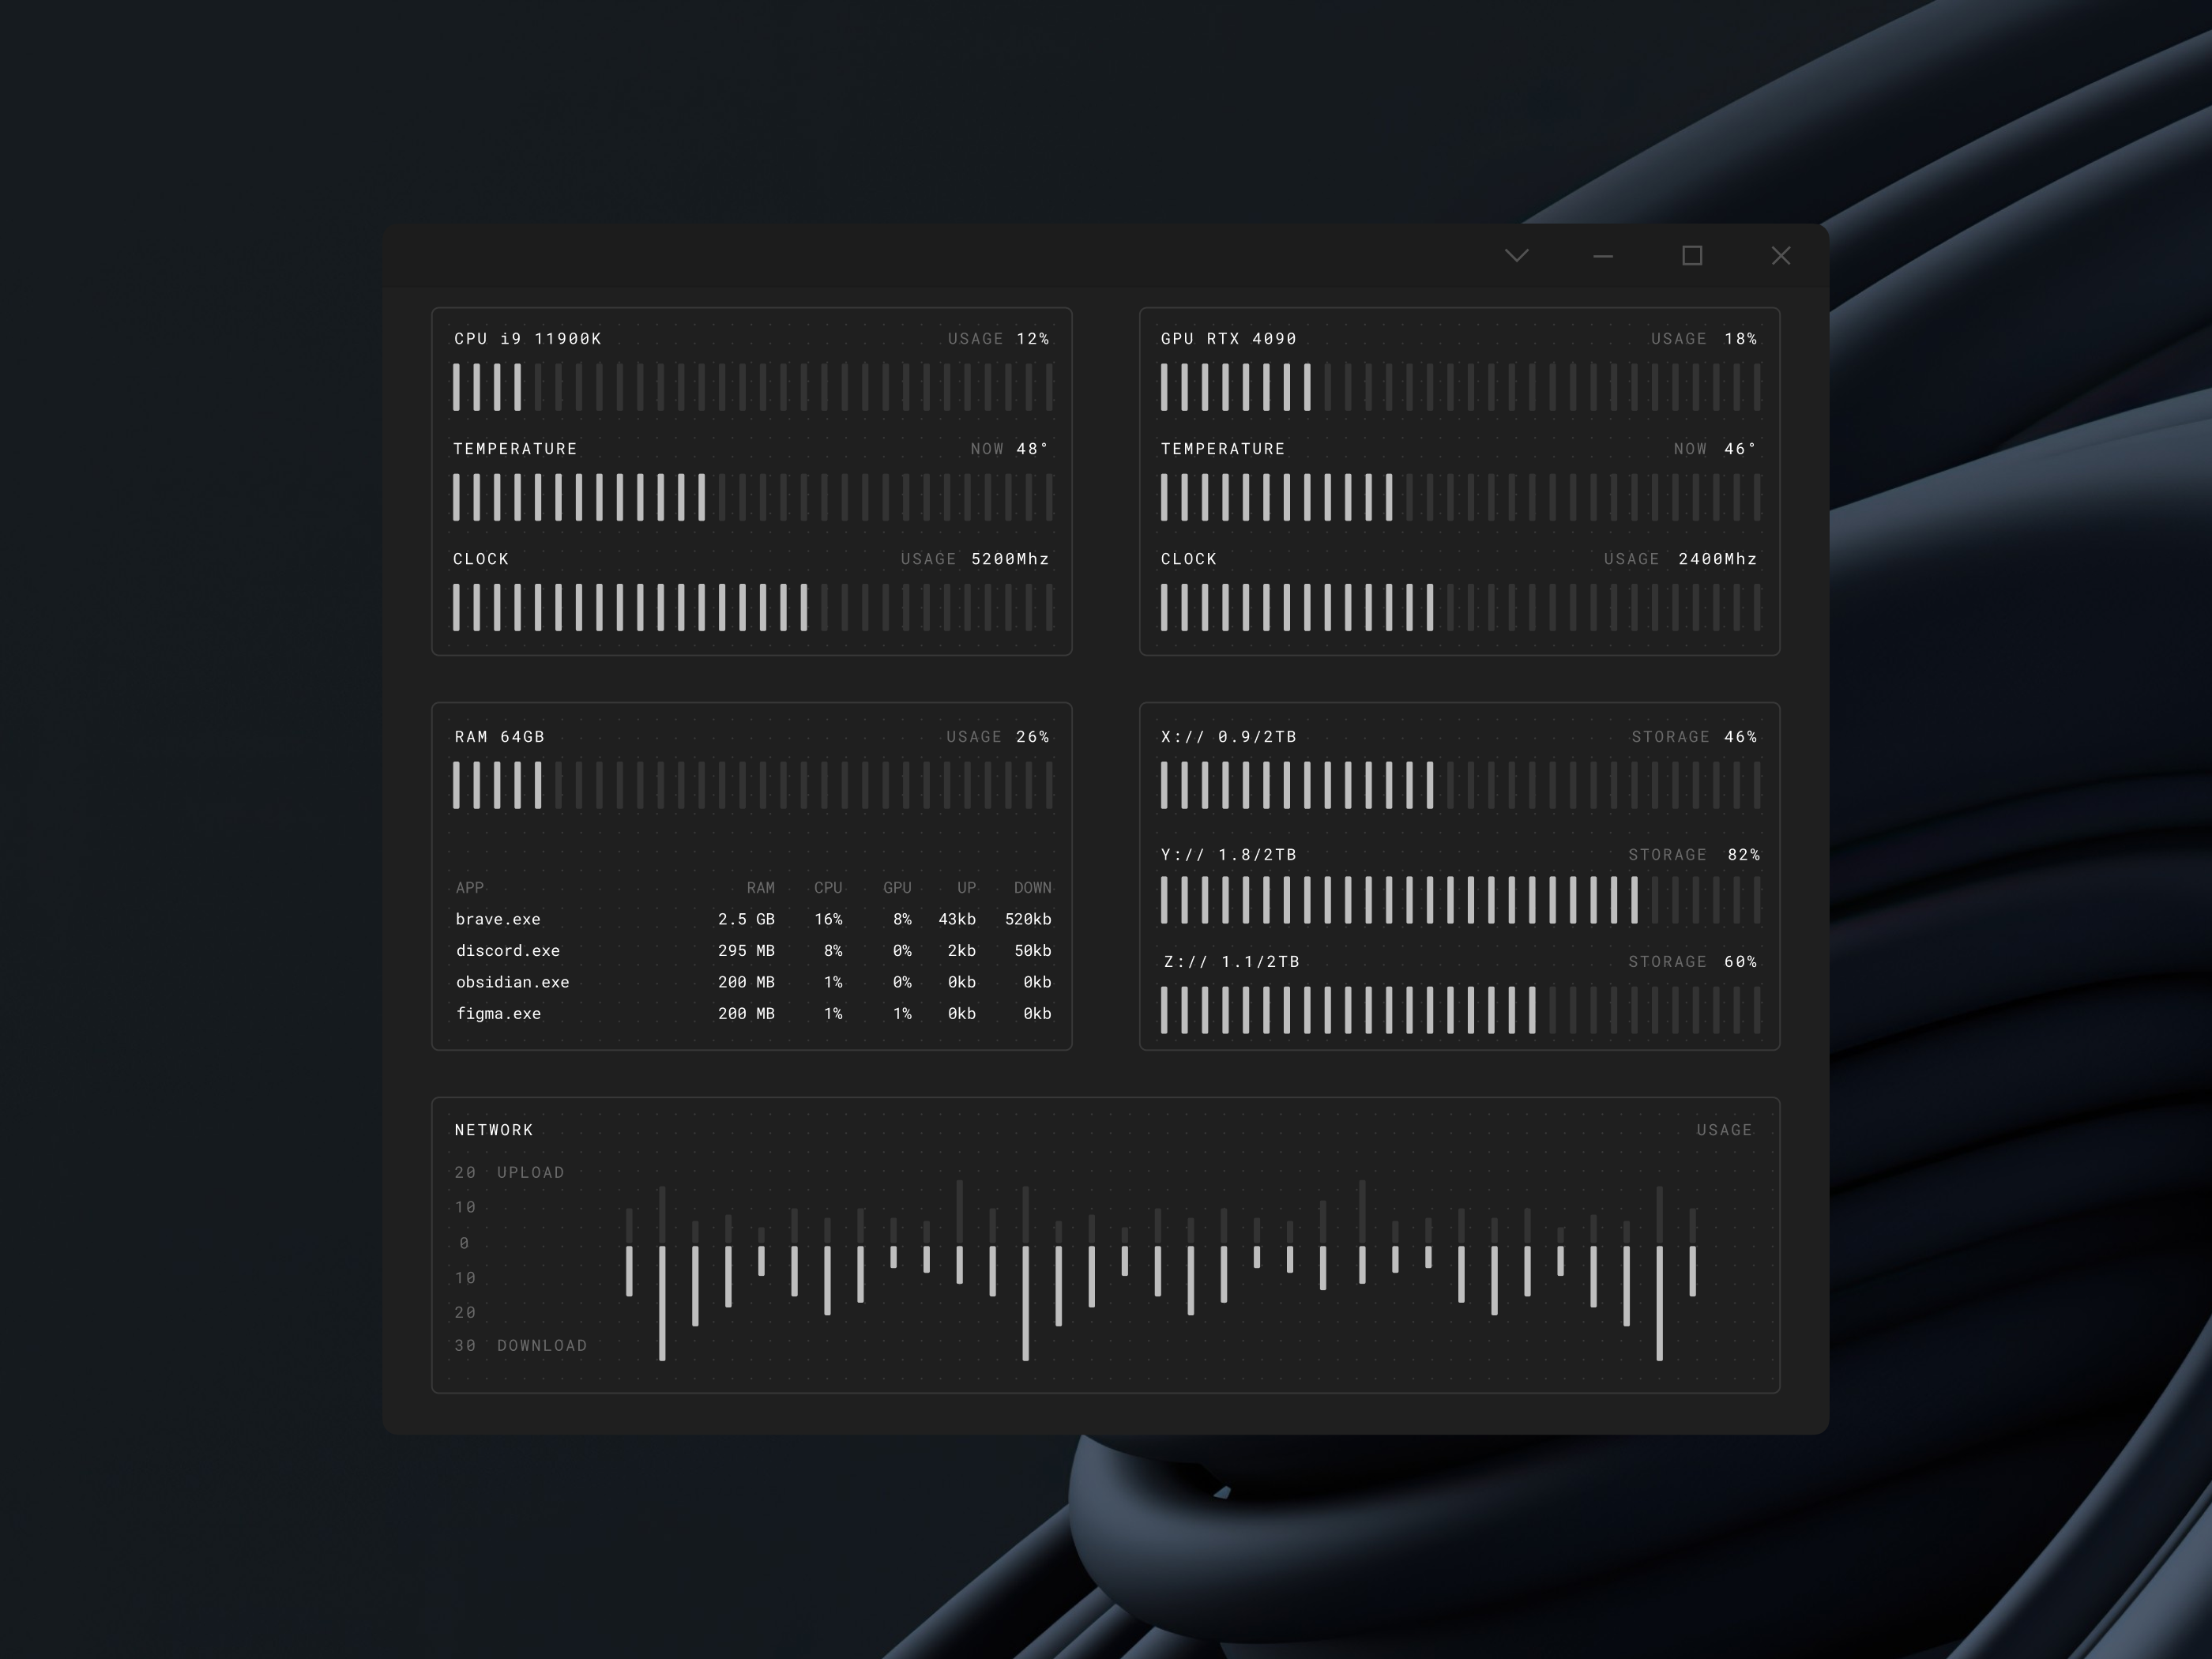 CPU i9 11900K USAGE 12%
TEMPERATURE NOW 48°
CLOCK USAGE 5200Mhz
GPU RTX 4090 USAGE 18%
TEMPERATURE NOW 46°
CLOCK USAGE 2400Mhz
RAM 64GB USAGE 26%
APP RAM CPU GPU UP DOWN
brave.exe 2.5 GB 16% 8% 43kb 520kb
discord.exe 295 MB 8% 0% 2kb 50kb
obsidian.exe 200 MB 1% 0% 0kb 0kb
figma.exe 200 MB 1% 1% 0kb 0kb
X:// 0.9/2TB STORAGE 46%
Y:// 1.8/2TB STORAGE 82%
Z:// 1.1/2TB STORAGE 60%
NETWORK USAGE
20 UPLOAD
10
0
10
20
30 DOWNLOAD